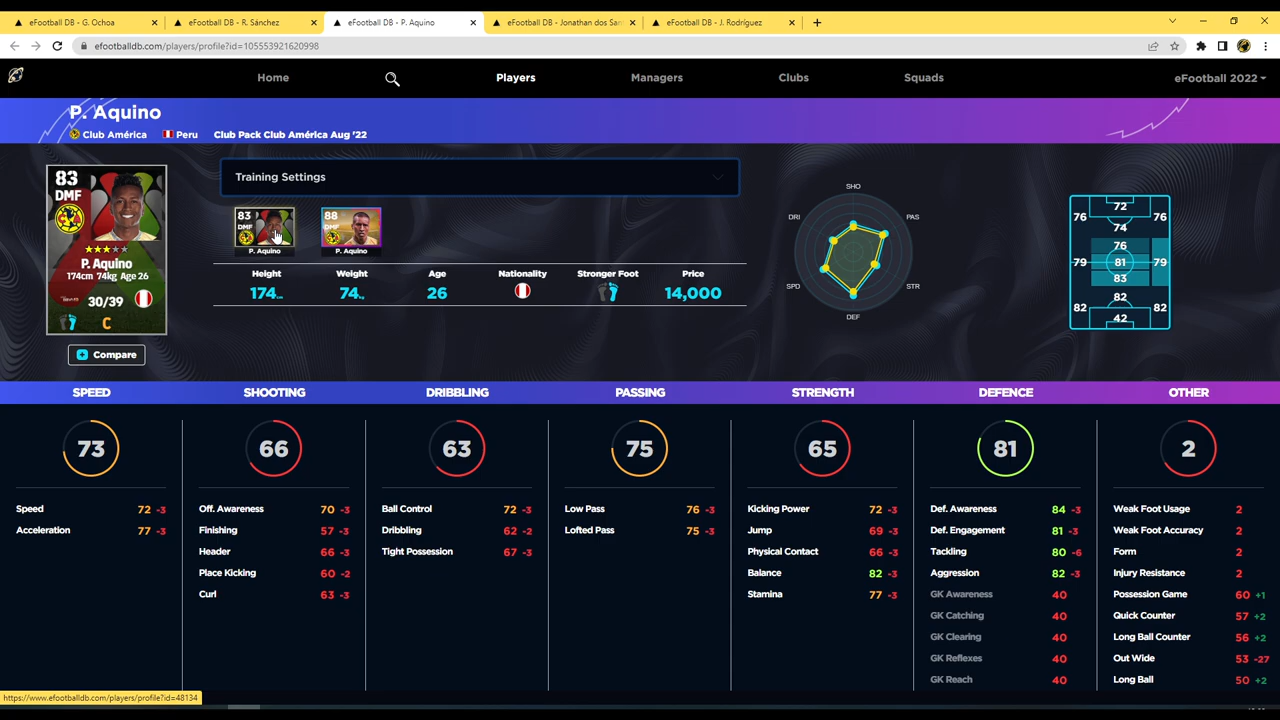 eFootball DB - G. Ochoa
eFootball DB - R. Sánchez
eFootball DB - P. Aquino
eFootball DB - Jonathan dos San
eFootball DB - J. Rodríguez
efootballdb.com/players/profile?id=105553921620998
Home
Players
Managers
Clubs
Squads
eFootball 2022
P. Aquino
Club América
Peru
Club Pack Club América Aug '22
83
DMF
P. Aquino
174cm 74kg Age 26
30/39
C
Compare
Training Settings
83
DMF
P. Aquino
88
DMF
P. Aquino
Height
Weight
Age
Nationality
Stronger Foot
Price
174
74
26
14,000
SHO
PAS
STR
DEF
SPD
DRI
72
76
76
74
76
79
81
79
83
82
82
82
42
SPEED
SHOOTING
DRIBBLING
PASSING
STRENGTH
DEFENCE
OTHER
73
66
63
75
65
81
2
Speed 72 -3
Acceleration 77 -3
Off. Awareness 70 -3
Finishing 57 -3
Header 66 -3
Place Kicking 60 -2
Curl 63 -3
Ball Control 72 -3
Dribbling 62 -2
Tight Possession 67 -3
Low Pass 76 -3
Lofted Pass 75 -3
Kicking Power 72 -3
Jump 69 -3
Physical Contact 66 -3
Balance 82 -3
Stamina 77 -3
Def. Awareness 84 -3
Def. Engagement 81 -3
Tackling 80 -6
Aggression 82 -3
GK Awareness 40
GK Catching 40
GK Clearing 40
GK Reflexes 40
GK Reach 40
Weak Foot Usage 2
Weak Foot Accuracy 2
Form 2
Injury Resistance 2
Possession Game 60 +1
Quick Counter 57 +2
Long Ball Counter 56 +2
Out Wide 53 -27
Long Ball 50 +2
https://www.efootballdb.com/players/profile?id=48134